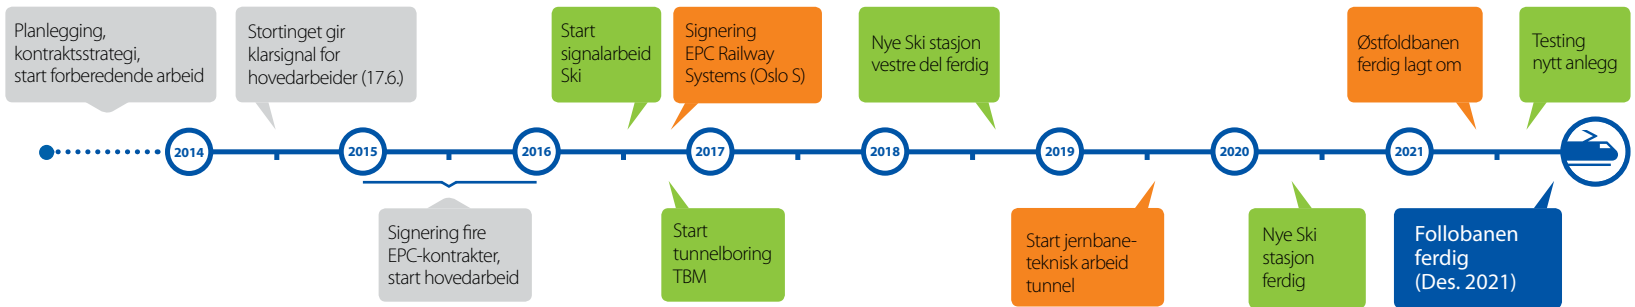 Planlegging,
kontraktsstrategi,
start forberedende arbeid
Stortinget gir
klarsignal for
hovedarbeider (17.6.)
Start
signalarbeid
Ski
Signering
EPC Railway
Systems (Oslo S)
Nye Ski stasjon
vestre del ferdig
Østfoldbanen
ferdig lagt om
Testing
nytt anlegg
2014
2015
2016
2017
2018
2019
2020
2021
Signering fire
EPC-kontrakter,
start hovedarbeid
Start
tunnelboring
TBM
Start jernbane-
teknisk arbeid
tunnel
Nye Ski
stasjon
ferdig
Follobanen
ferdig
(Des. 2021)